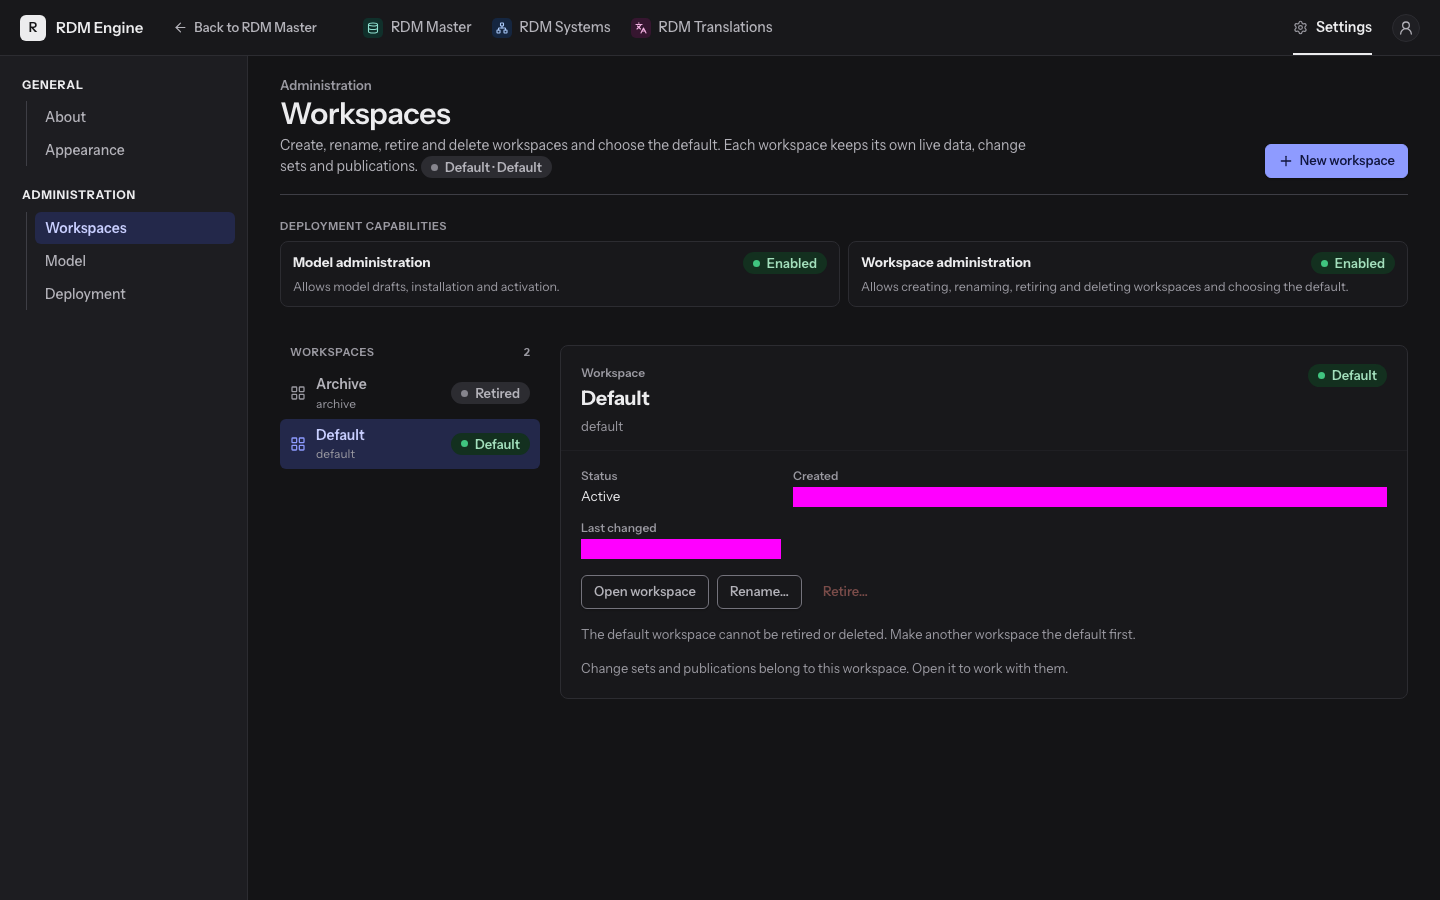 R RDM Engine
Back to RDM Master
RDM Master
RDM Systems
RDM Translations
Settings
GENERAL
About
Appearance
ADMINISTRATION
Workspaces
Model
Deployment
Administration
Workspaces
Create, rename, retire and delete workspaces and choose the default. Each workspace keeps its own live data, change
sets and publications. Default · Default
New workspace
DEPLOYMENT CAPABILITIES
Model administration
Enabled
Allows model drafts, installation and activation.
Workspace administration
Enabled
Allows creating, renaming, retiring and deleting workspaces and choosing the default.
WORKSPACES 2
Archive
archive
Retired
Default
default
Default
Workspace
Default
default
Default
Status
Active
Created
Last changed
Open workspace
Rename...
Retire...
The default workspace cannot be retired or deleted. Make another workspace the default first.
Change sets and publications belong to this workspace. Open it to work with them.